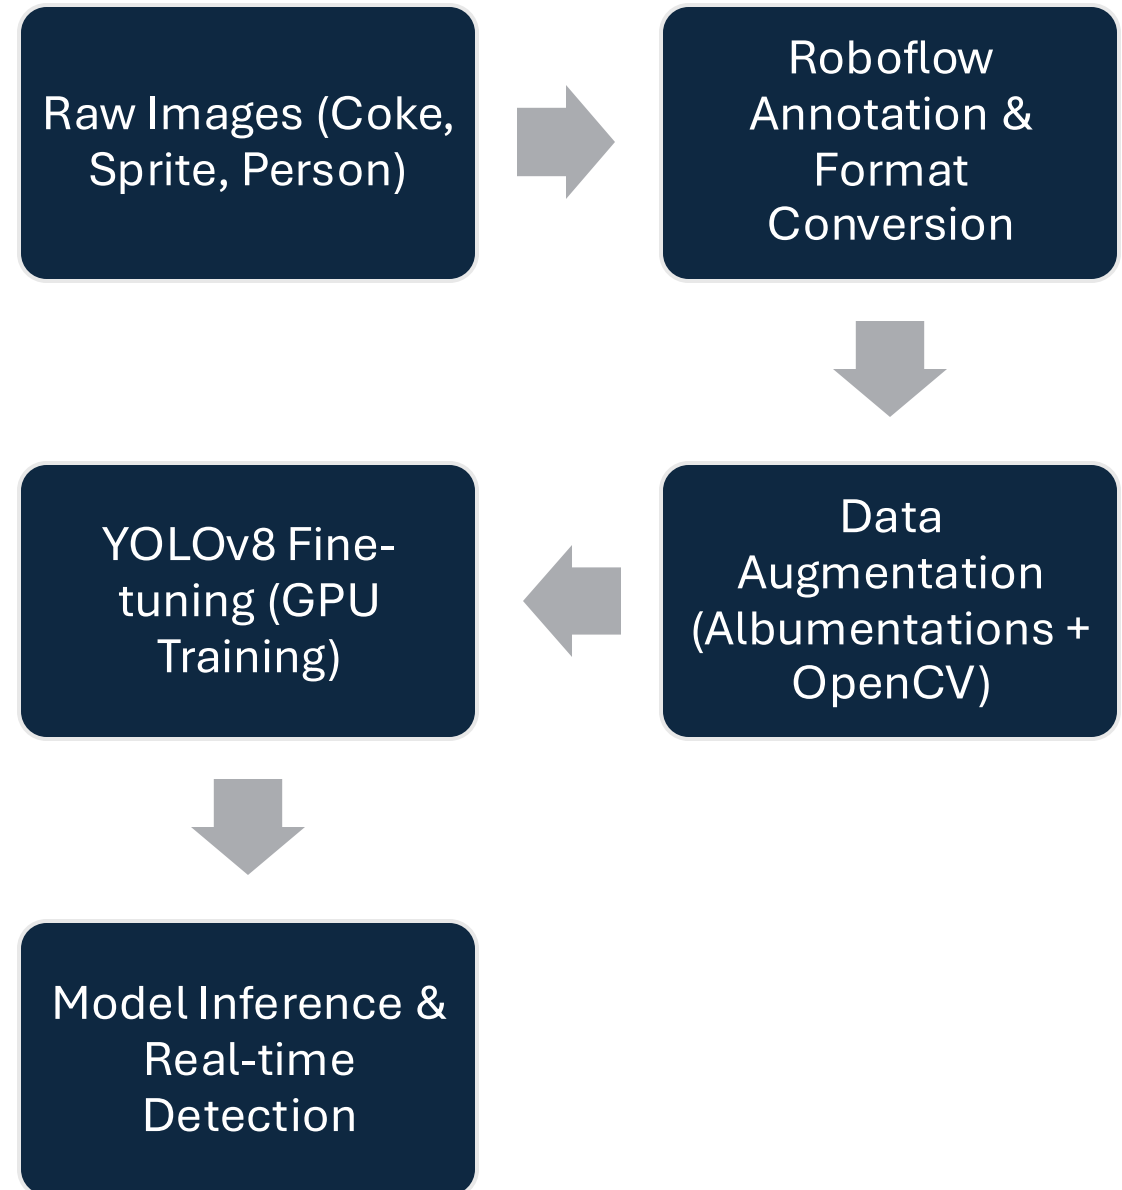 Raw Images (Coke,
Sprite, Person)
Roboflow
Annotation &
Format
Conversion
Data
Augmentation
(Albumentations +
OpenCV)
YOLOv8 Fine-
tuning (GPU
Training)
Model Inference &
Real-time
Detection